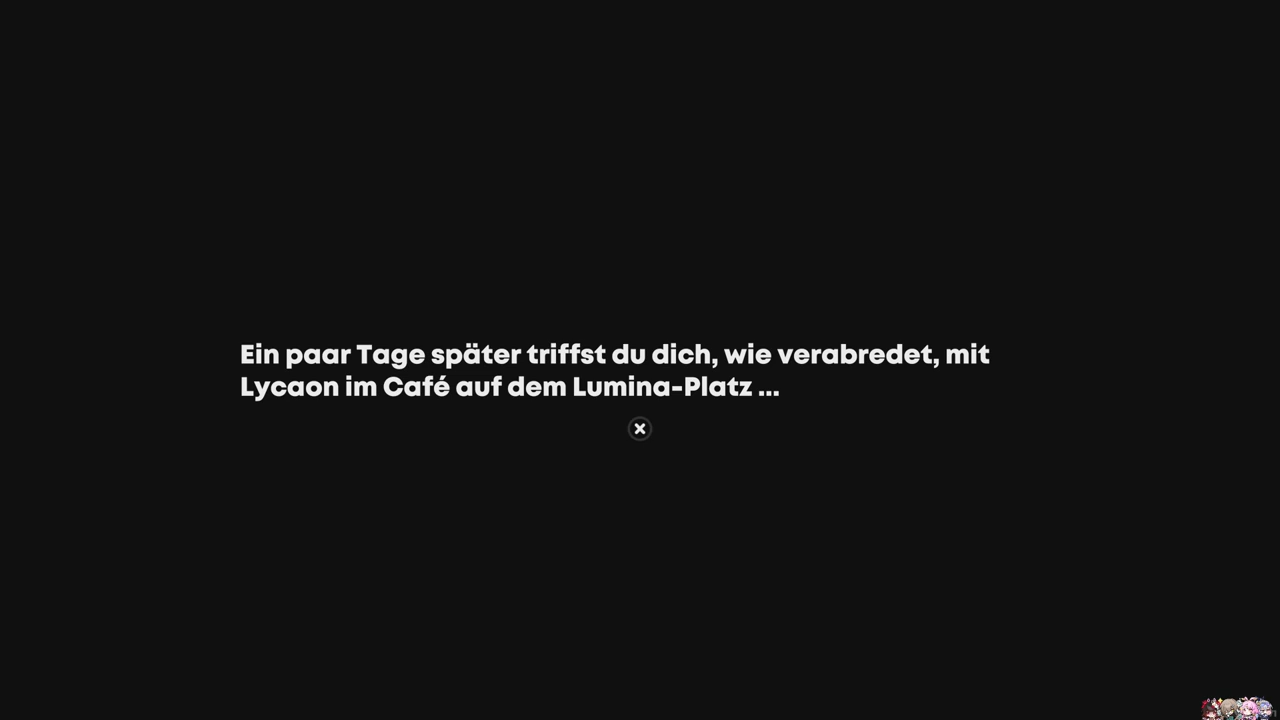 Ein paar Tage später triffst du dich, wie verabredet, mit
Lycaon im Café auf dem Lumina-Platz ...